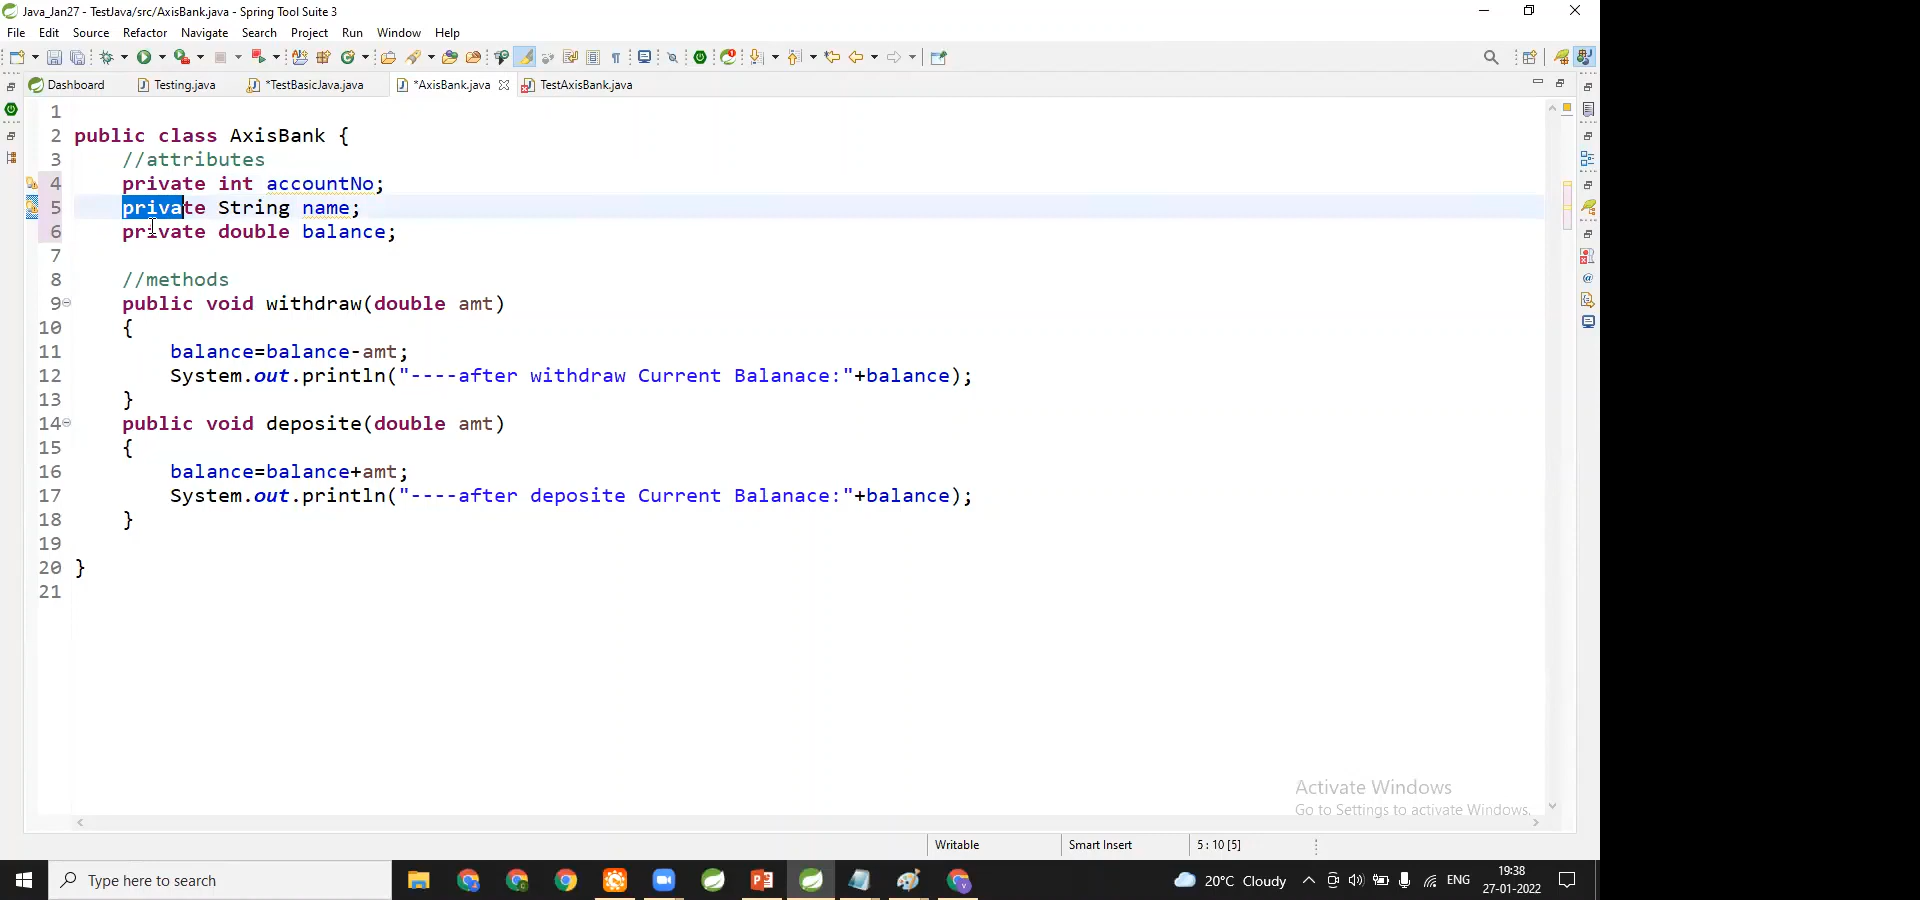 Java_Jan27 - TestJava/src/AxisBank.java - Spring Tool Suite 3
File Edit Source Refactor Navigate Search Project Run Window Help
Dashboard Testing.java *TestBasicJava.java *AxisBank.java TestAxisBank.java
1
2 public class AxisBank {
3 //attributes
4 private int accountNo;
5 private String name;
6 private double balance;
7
8 //methods
9 public void withdraw(double amt)
10 {
11 balance=balance-amt;
12 System.out.println("----after withdraw Current Balanace:"+balance);
13 }
14 public void deposite(double amt)
15 {
16 balance=balance+amt;
17 System.out.println("----after deposite Current Balanace:"+balance);
18 }
19
20 }
21
Activate Windows
Go to Settings to activate Windows.
Writable Smart Insert 5 : 10 [5]
Type here to search 20°C Cloudy ENG 19:38
27-01-2022